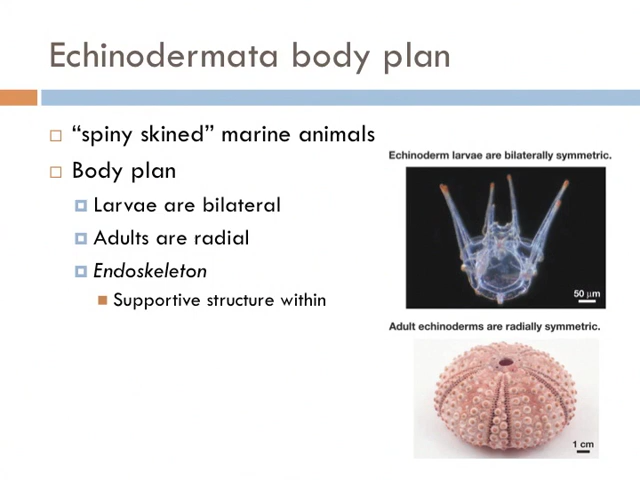 Echinodermata body plan
“spiny skined” marine animals
Body plan
Larvae are bilateral
Adults are radial
Endoskeleton
Supportive structure within
Echinoderm larvae are bilaterally symmetric.
50 µm
Adult echinoderms are radially symmetric.
1 cm